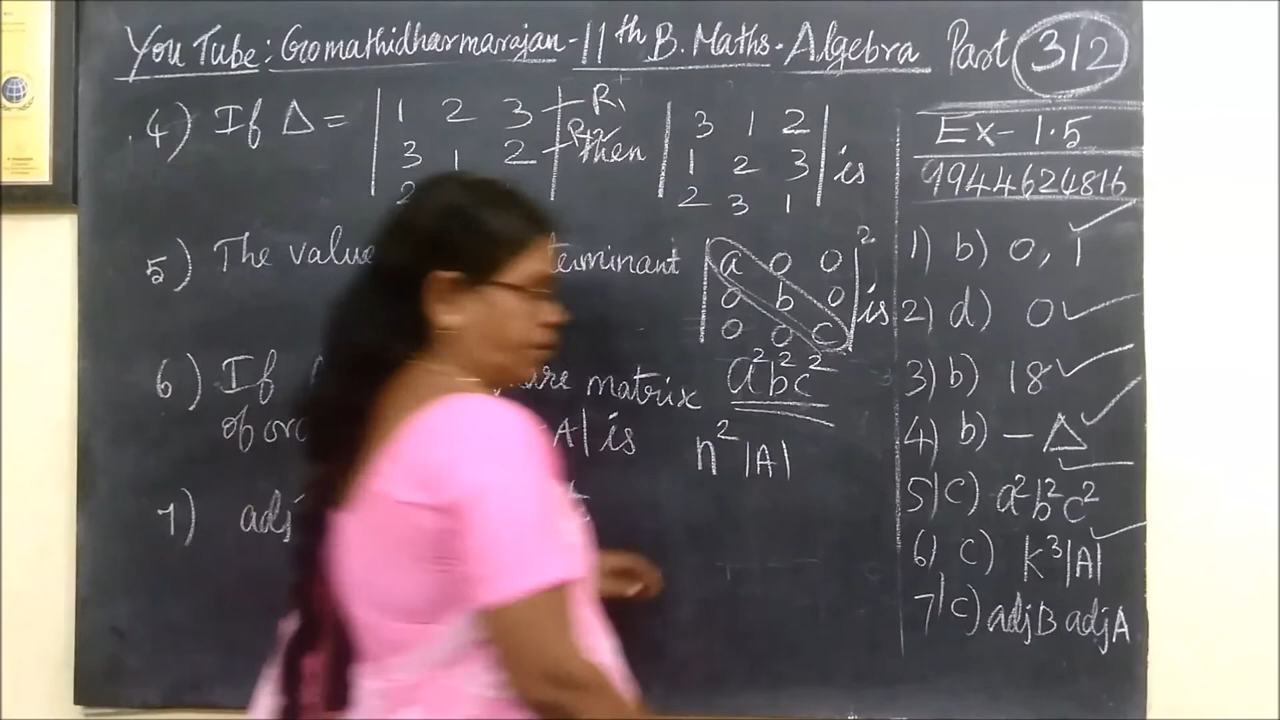 You Tube: Gomathidharmarajan - 11th B. Maths - Algebra Part 312
4) If Δ = | 1 2 3 | R₁
| 3 1 2 | R₂ then
2
| 3 1 2 |
| 1 2 3 | is
| 2 3 1 |
5) The value terminant | a 0 0 |²
| 0 b 0 | is
| 0 0 c |
a²b²c²
6) If are matrix
of A| is n²|A|
7) adj
Ex - 1.5
9944624816
1) b) 0, 1 ✓
2) d) 0 ✓
3) b) 18 ✓
4) b) - Δ ✓
5) c) a²b²c² ✓
6) c) k³|A| ✓
7) c) adjB adjA